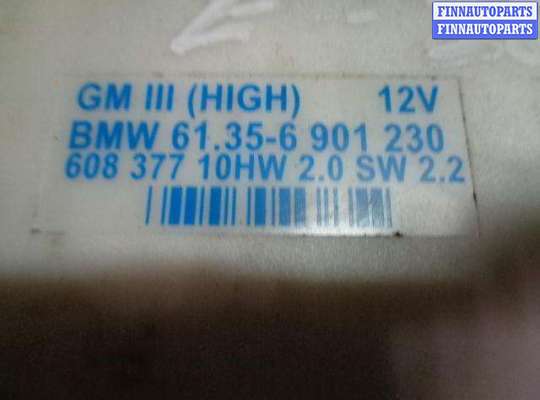 FINNAUTOPARTS
FINNAUTOPARTS
GM III (HIGH) 12V
BMW 61.35-6 901 230
608 377 10HW 2.0 SW 2.2